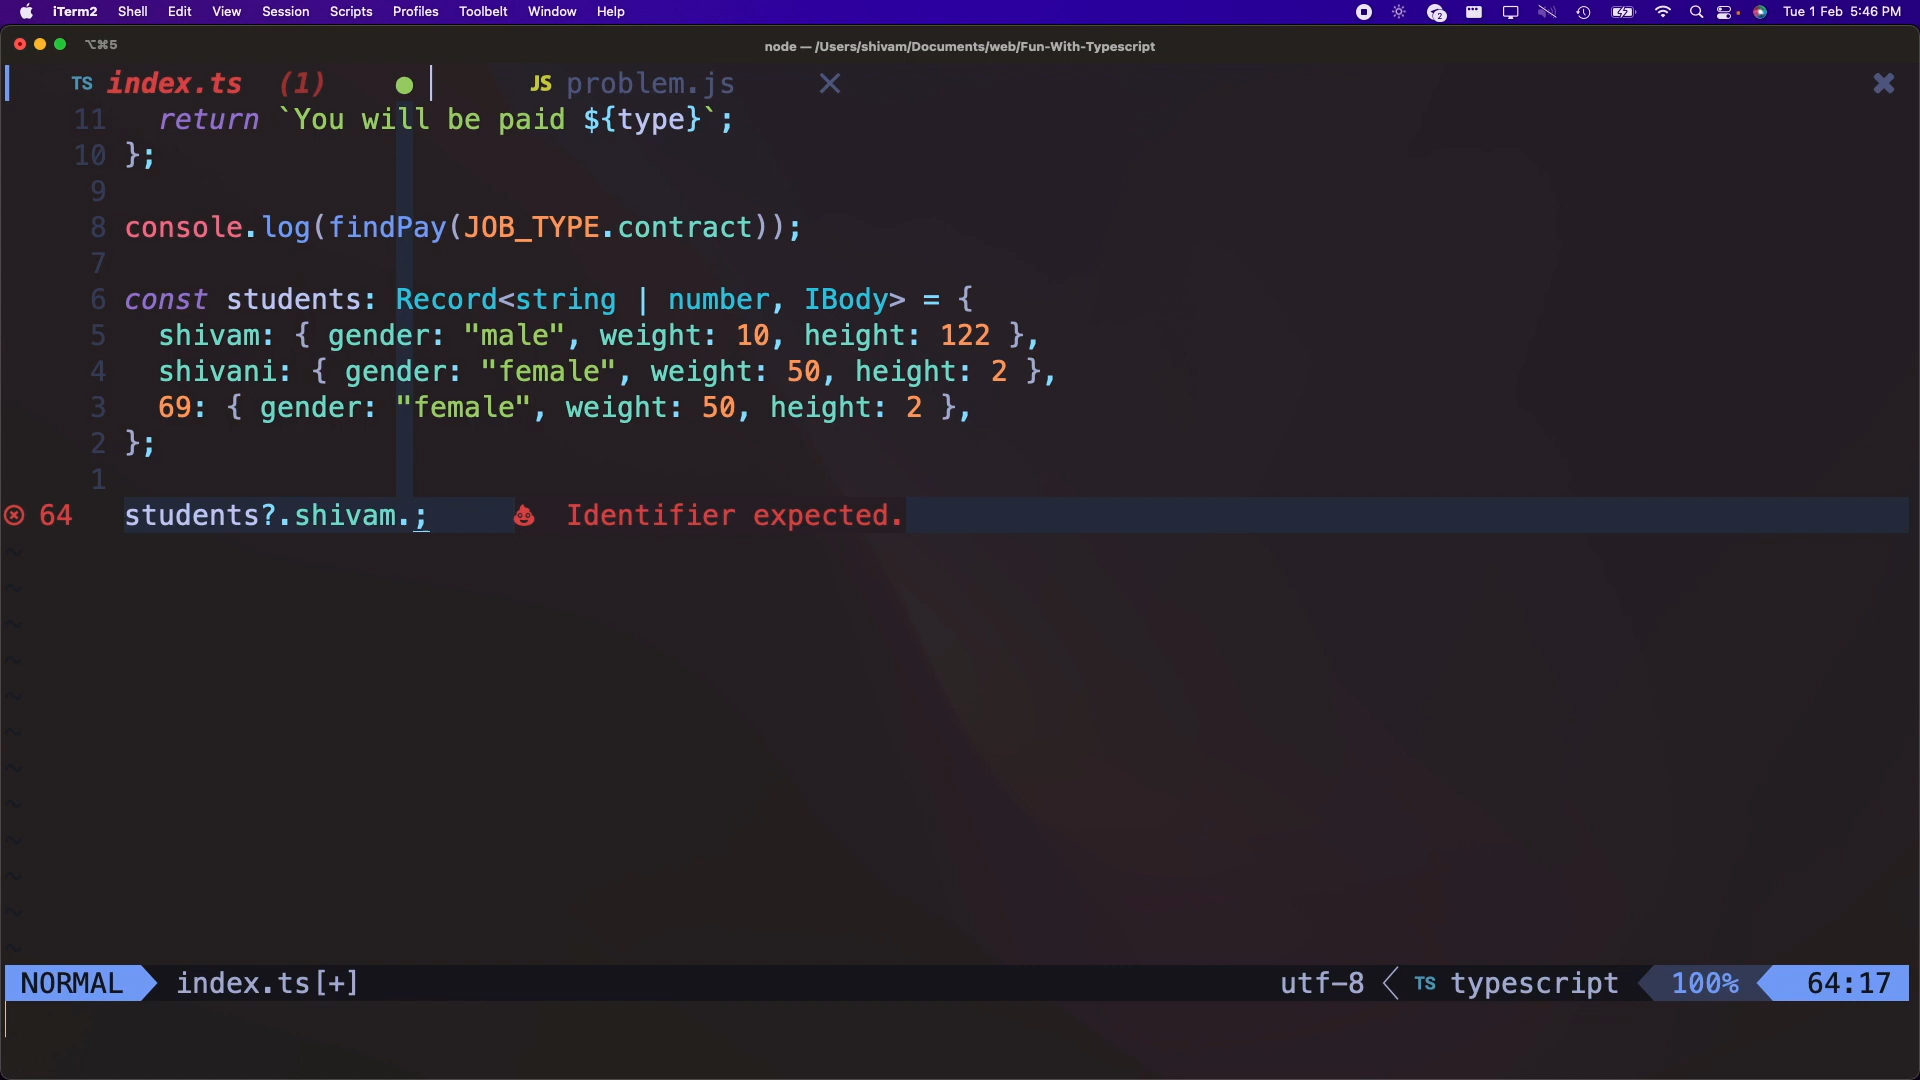 iTerm2 Shell Edit View Session Scripts Profiles Toolbelt Window Help 2 Tue 1 Feb 5:46 PM
⌥⌘5 node — /Users/shivam/Documents/web/Fun-With-Typescript
TS index.ts (1) JS problem.js
11 return `You will be paid ${type}`;
10 };
9
8 console.log(findPay(JOB_TYPE.contract));
7
6 const students: Record<string | number, IBody> = {
5 shivam: { gender: "male", weight: 10, height: 122 },
4 shivani: { gender: "female", weight: 50, height: 2 },
3 69: { gender: "female", weight: 50, height: 2 },
2 };
1
64 students?.shivam.; Identifier expected.
~
~
~
~
~
~
~
~
~
~
~
~
NORMAL index.ts[+] utf-8 TS typescript 100% 64:17